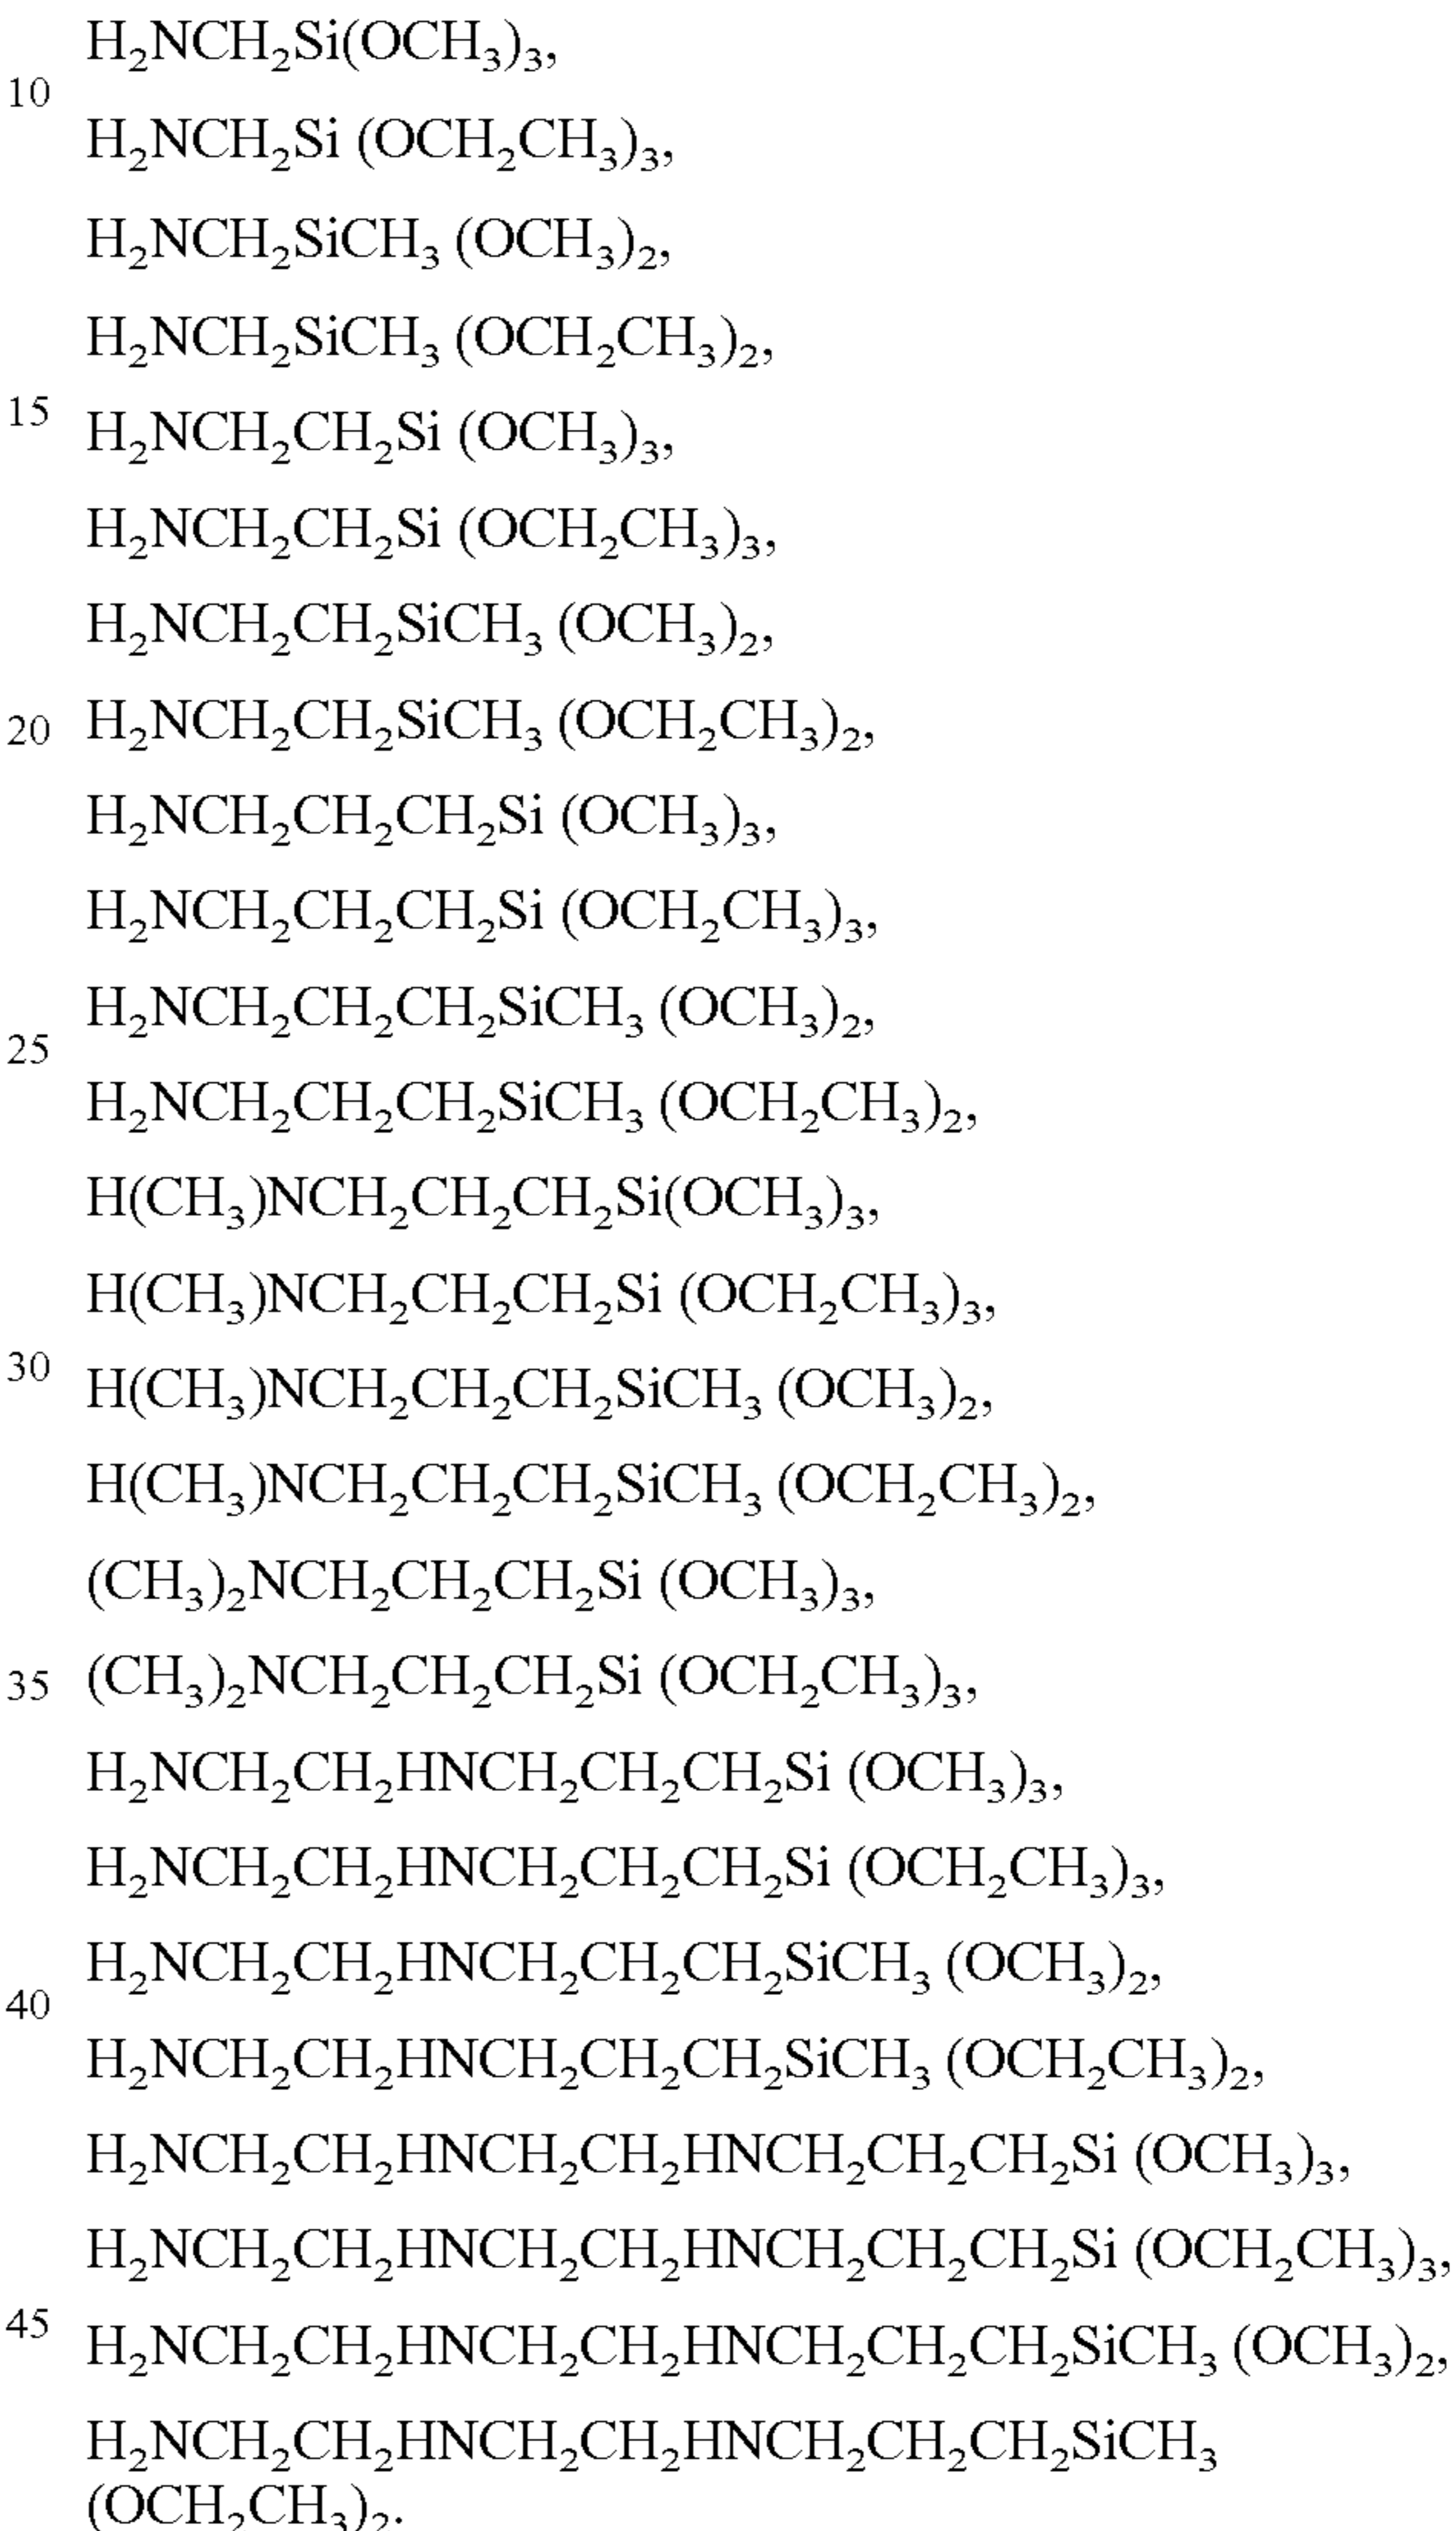 H₂NCH₂Si(OCH₃)₃,
10
H₂NCH₂Si (OCH₂CH₃)₃,
H₂NCH₂SiCH₃ (OCH₃)₂,
H₂NCH₂SiCH₃ (OCH₂CH₃)₂,
15
H₂NCH₂CH₂Si (OCH₃)₃,
H₂NCH₂CH₂Si (OCH₂CH₃)₃,
H₂NCH₂CH₂SiCH₃ (OCH₃)₂,
20 H₂NCH₂CH₂SiCH₃ (OCH₂CH₃)₂,
H₂NCH₂CH₂CH₂Si (OCH₃)₃,
H₂NCH₂CH₂CH₂Si (OCH₂CH₃)₃,
H₂NCH₂CH₂CH₂SiCH₃ (OCH₃)₂,
25
H₂NCH₂CH₂CH₂SiCH₃ (OCH₂CH₃)₂,
H(CH₃)NCH₂CH₂CH₂Si(OCH₃)₃,
H(CH₃)NCH₂CH₂CH₂Si (OCH₂CH₃)₃,
30 H(CH₃)NCH₂CH₂CH₂SiCH₃ (OCH₃)₂,
H(CH₃)NCH₂CH₂CH₂SiCH₃ (OCH₂CH₃)₂,
(CH₃)₂NCH₂CH₂CH₂Si (OCH₃)₃,
35 (CH₃)₂NCH₂CH₂CH₂Si (OCH₂CH₃)₃,
H₂NCH₂CH₂HNCH₂CH₂CH₂Si (OCH₃)₃,
H₂NCH₂CH₂HNCH₂CH₂CH₂Si (OCH₂CH₃)₃,
H₂NCH₂CH₂HNCH₂CH₂CH₂SiCH₃ (OCH₃)₂,
40
H₂NCH₂CH₂HNCH₂CH₂CH₂SiCH₃ (OCH₂CH₃)₂,
H₂NCH₂CH₂HNCH₂CH₂HNCH₂CH₂CH₂Si (OCH₃)₃,
H₂NCH₂CH₂HNCH₂CH₂HNCH₂CH₂CH₂Si (OCH₂CH₃)₃,
45 H₂NCH₂CH₂HNCH₂CH₂HNCH₂CH₂CH₂SiCH₃ (OCH₃)₂,
H₂NCH₂CH₂HNCH₂CH₂HNCH₂CH₂CH₂SiCH₃
(OCH₂CH₃)₂.